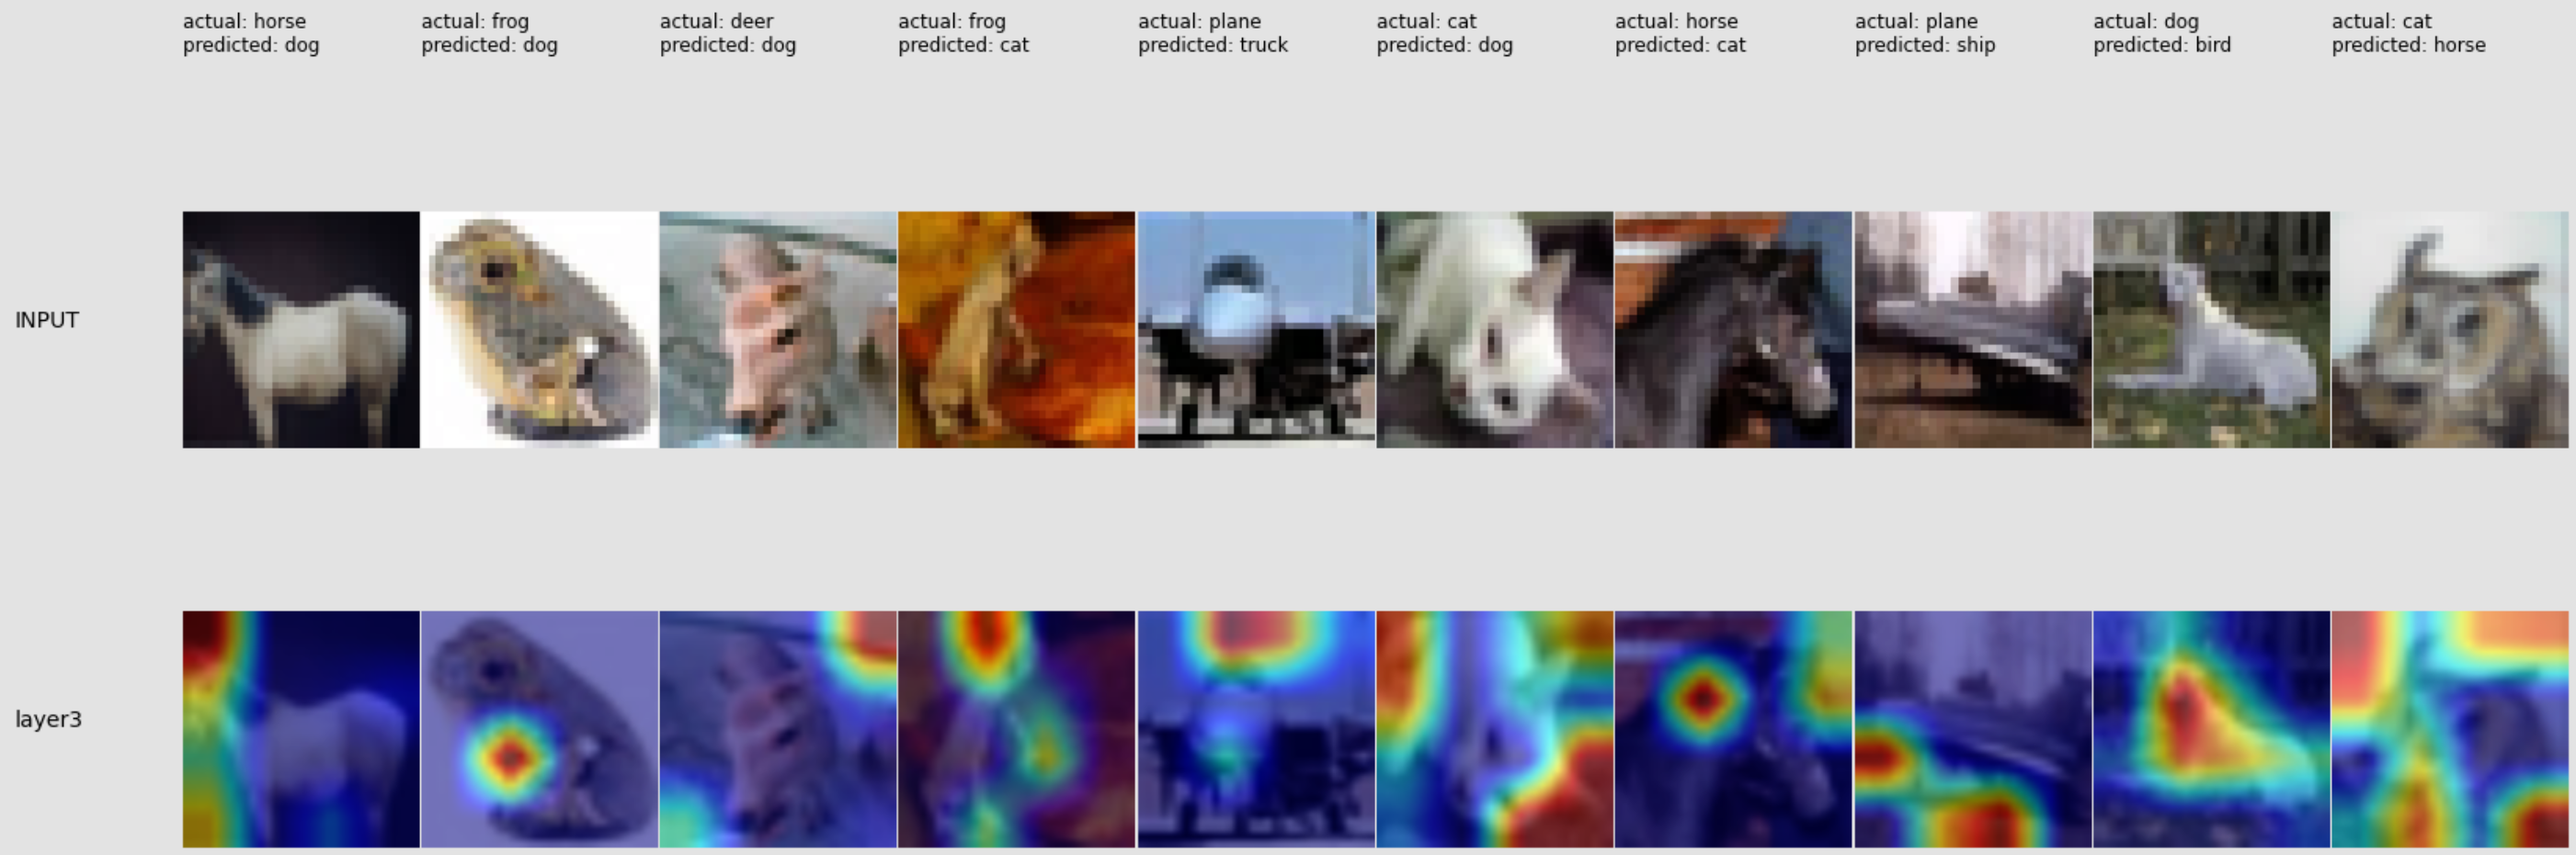 actual: horse
predicted: dog
actual: frog
predicted: dog
actual: deer
predicted: dog
actual: frog
predicted: cat
actual: plane
predicted: truck
actual: cat
predicted: dog
actual: horse
predicted: cat
actual: plane
predicted: ship
actual: dog
predicted: bird
actual: cat
predicted: horse
INPUT
layer3